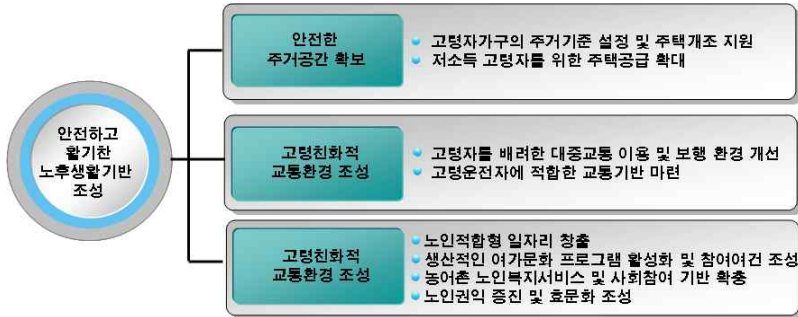 안전하고
활기찬
노후생활기반
조성
안전한
주거공간 확보
고령자가구의 주거기준 설정 및 주택개조 지원
저소득 고령자를 위한 주택공급 확대
고령친화적
교통환경 조성
고령자를 배려한 대중교통 이용 및 보행 환경 개선
고령운전자에 적합한 교통기반 마련
고령친화적
교통환경 조성
노인적합형 일자리 창출
생산적인 여가문화 프로그램 활성화 및 참여여건 조성
농어촌 노인복지서비스 및 사회참여 기반 확충
노인권익 증진 및 효문화 조성